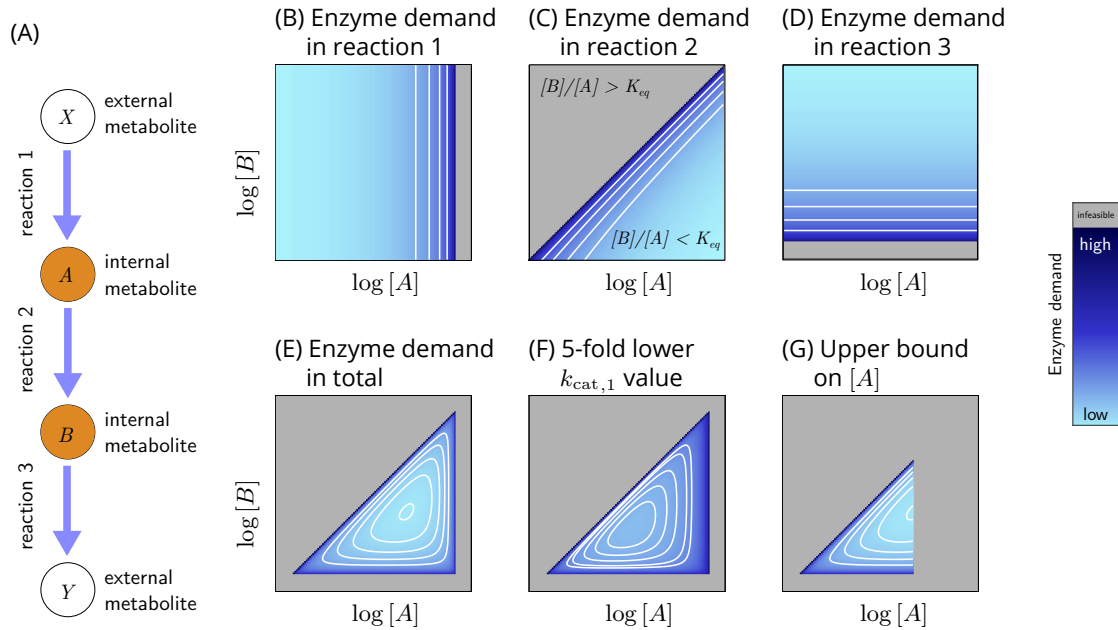 (A)
X
external
metabolite
reaction 1
A
internal
metabolite
reaction 2
B
internal
metabolite
reaction 3
Y
external
metabolite
(B) Enzyme demand
in reaction 1
log [B]
log [A]
(C) Enzyme demand
in reaction 2
[B]/[A] > K_eq
[B]/[A] < K_eq
log [A]
(D) Enzyme demand
in reaction 3
log [A]
(E) Enzyme demand
in total
log [B]
log [A]
(F) 5-fold lower
k_cat,1 value
log [A]
(G) Upper bound
on [A]
log [A]
Enzyme demand
infeasible
high
low